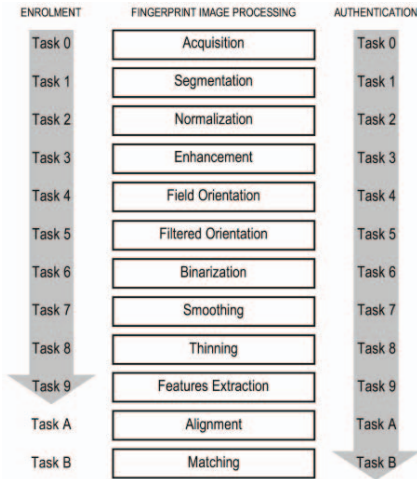 ENROLMENT FINGERPRINT IMAGE PROCESSING AUTHENTICATION
Task 0 Acquisition Task 0
Task 1 Segmentation Task 1
Task 2 Normalization Task 2
Task 3 Enhancement Task 3
Task 4 Field Orientation Task 4
Task 5 Filtered Orientation Task 5
Task 6 Binarization Task 6
Task 7 Smoothing Task 7
Task 8 Thinning Task 8
Task 9 Features Extraction Task 9
Task A Alignment Task A
Task B Matching Task B